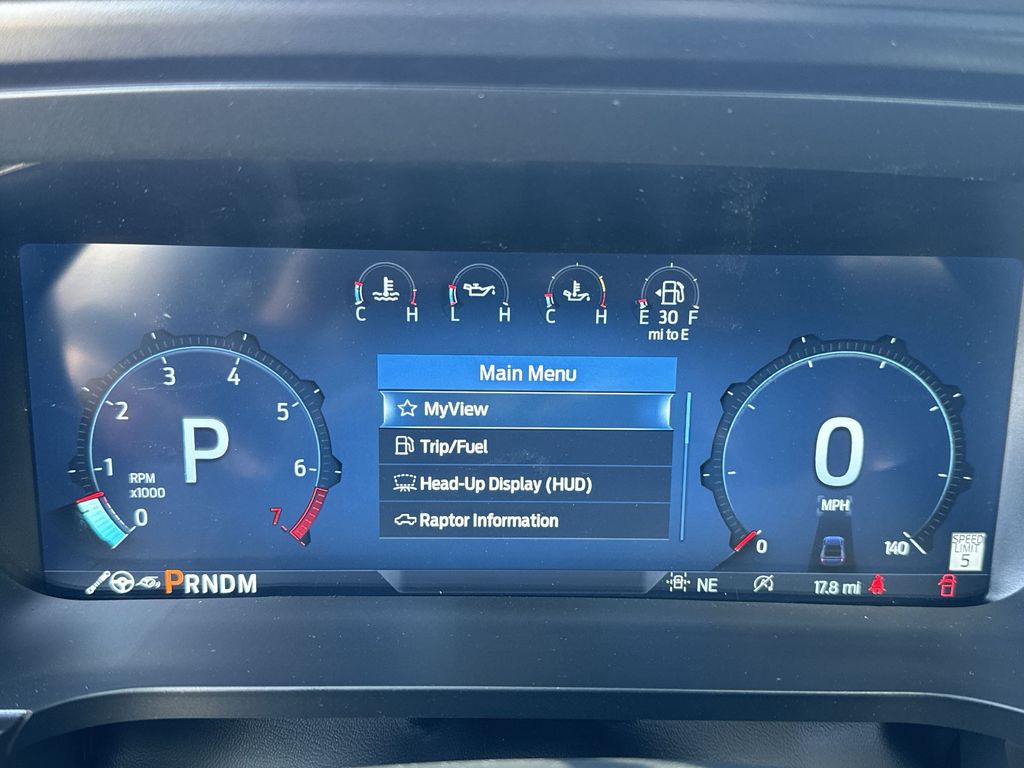 C H
L H
C H
E 30 F
mi to E
Main Menu
MyView
Trip/Fuel
Head-Up Display (HUD)
Raptor Information
0 1 2 3 4 5 6 7
RPM
x1000
P
0
MPH
0 140
SPEED
LIMIT
5
PRNDM
NE
17.8 mi